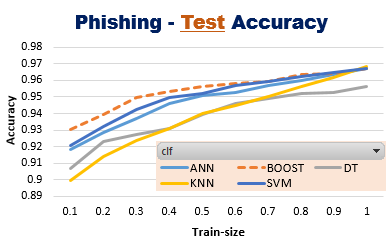 Phishing - Test Accuracy
0.98
0.97
0.96
0.95
0.94
0.93
0.92
0.91
0.9
0.89
Accuracy
clf
ANN BOOST DT
KNN SVM
0.1 0.2 0.3 0.4 0.5 0.6 0.7 0.8 0.9 1
Train-size